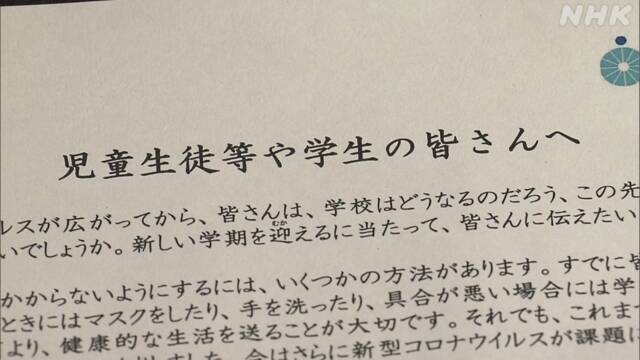 NHK
児童生徒等や学生の皆さんへ
ルスが広がってから、皆さんは、学校はどうなるのだろう、この先
いでしょうか。新しい学期を迎えるに当たって、皆さんに伝えたい
むか
かからないようにするには、いくつかの方法があります。すでに皆
ときにはマスクをしたり、手を洗ったり、具合が悪い場合には学
より、健康的な生活を送ることが大切です。それでも、これま
しました。今はさらに新型コロナウイルスが課題に